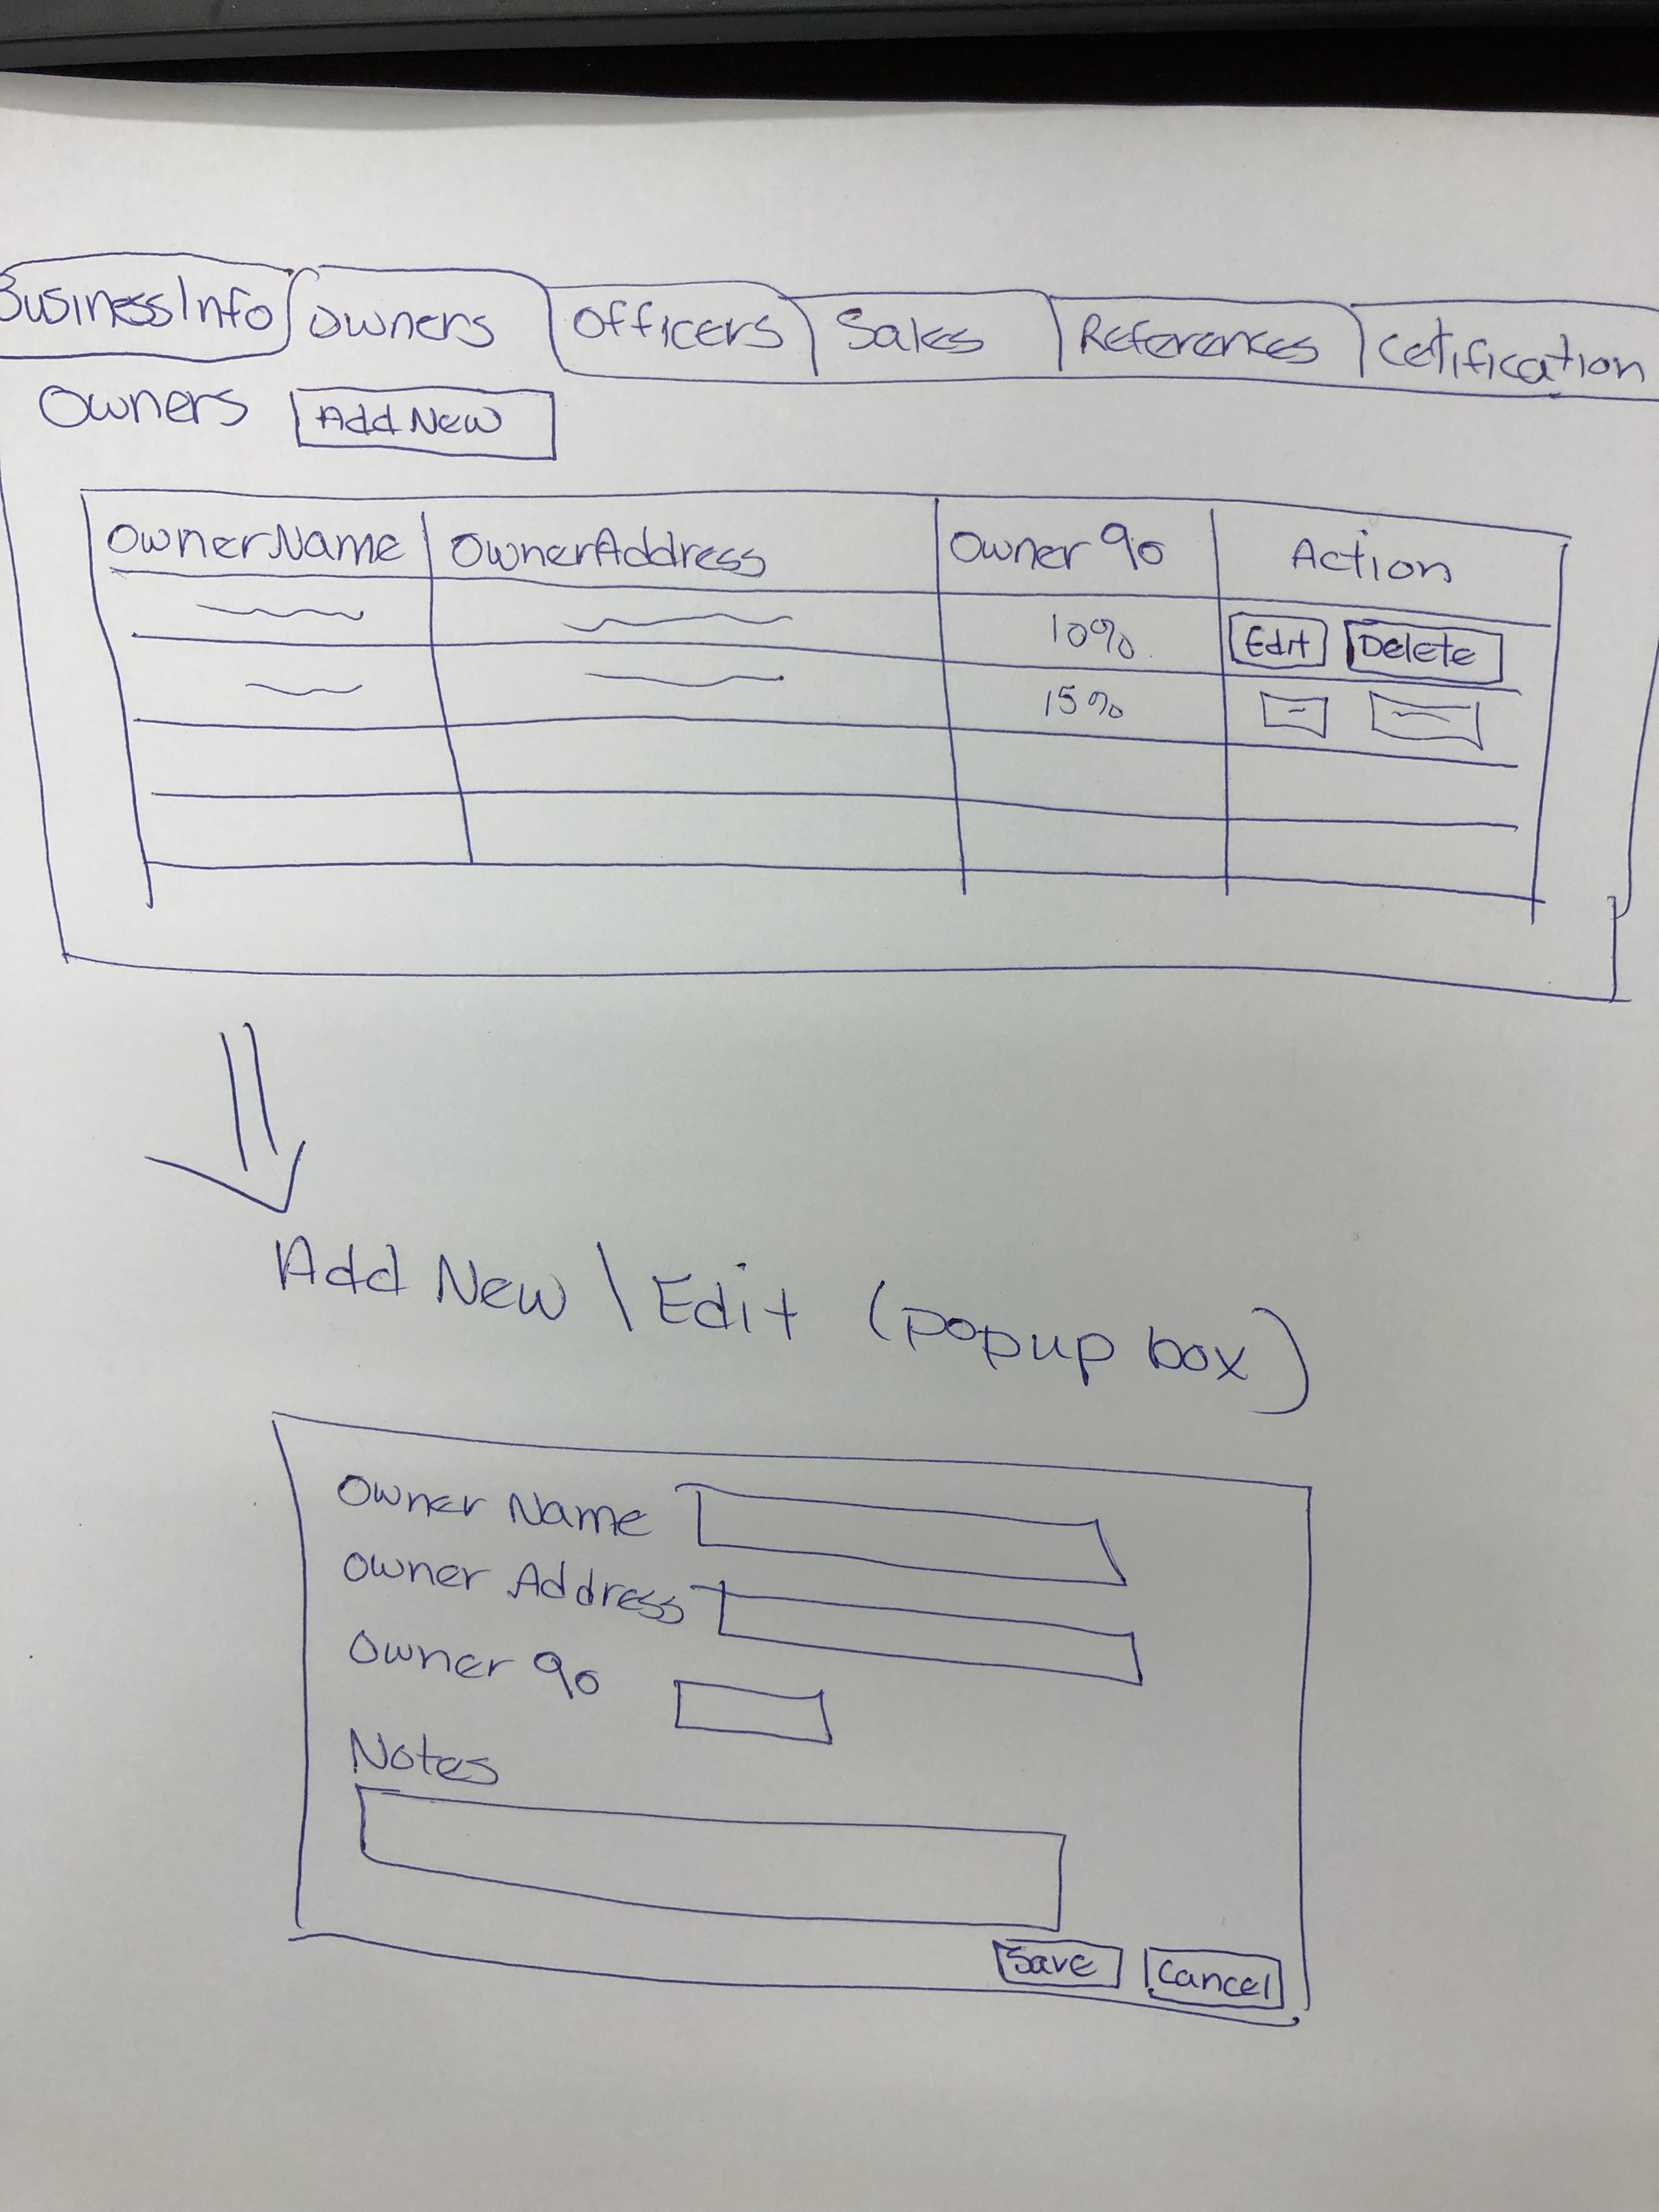 BusinessInfo Owners Officers Sales References Cetification
Owners Add New
OwnerName OwnerAddress Owner % Action
10% Edit Delete
15%
Add New \ Edit (popup box)
Owner Name
Owner Address
Owner %
Notes
Save Cancel